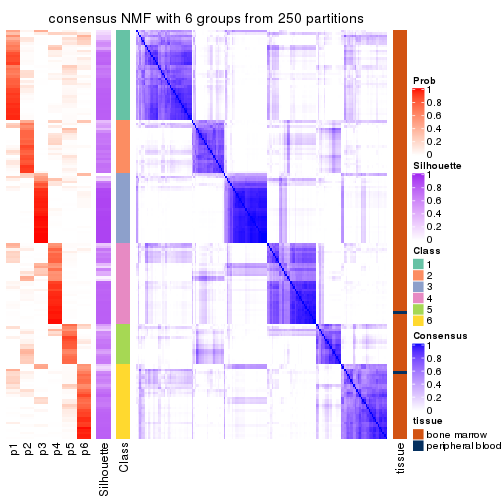 consensus NMF with 6 groups from 250 partitions
Prob
1
0.8
0.6
0.4
0.2
0
Silhouette
1
0.8
0.6
0.4
0.2
0
Class
1
2
3
4
5
6
Consensus
1
0.8
0.6
0.4
0.2
0
tissue
bone marrow
peripheral blood
p1
p2
p3
p4
p5
p6
Silhouette
Class
tissue